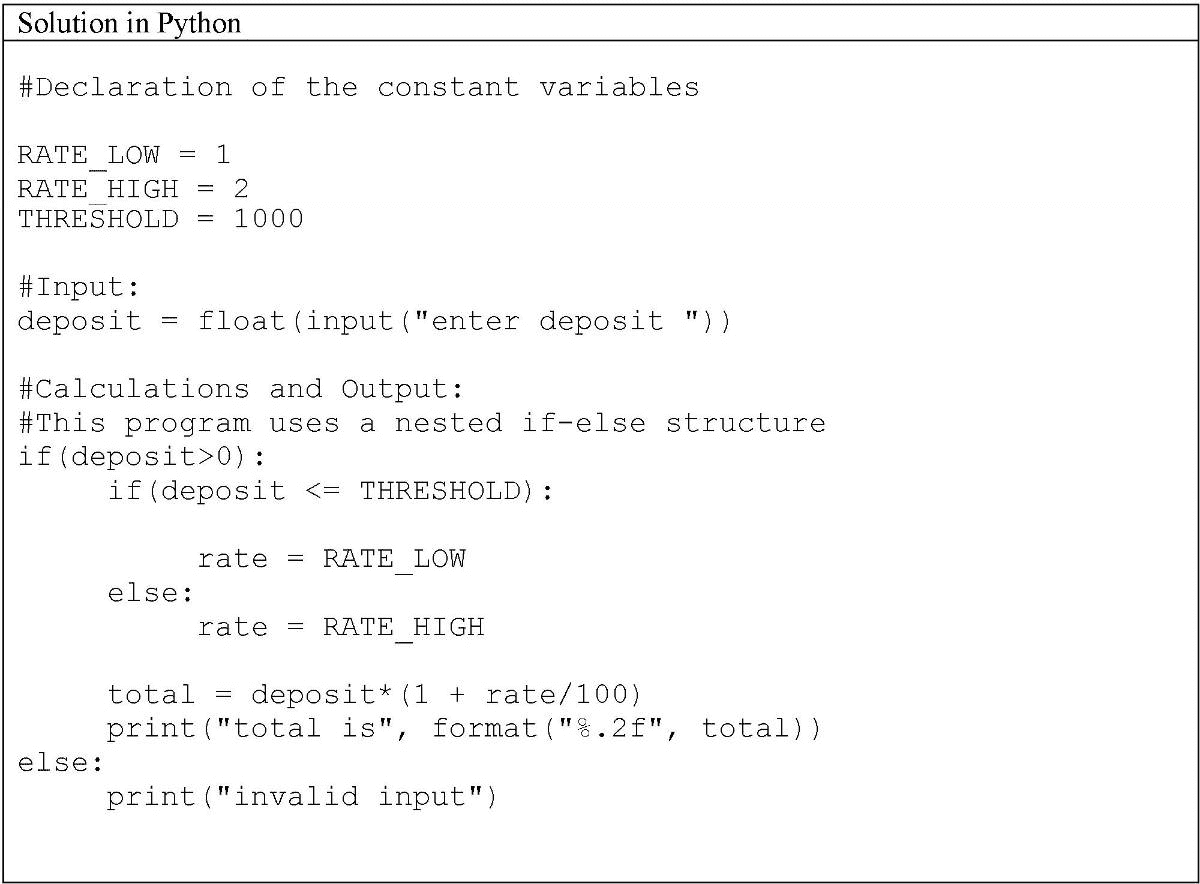 Solution in Python
#Declaration of the constant variables
RATE_LOW = 1
RATE_HIGH = 2
THRESHOLD = 1000
#Input:
deposit = float(input("enter deposit "))
#Calculations and Output:
#This program uses a nested if-else structure
if(deposit>0):
     if(deposit <= THRESHOLD):
          rate = RATE_LOW
     else:
          rate = RATE_HIGH
     total = deposit*(1 + rate/100)
     print("total is", format("%.2f", total))
else:
     print("invalid input")